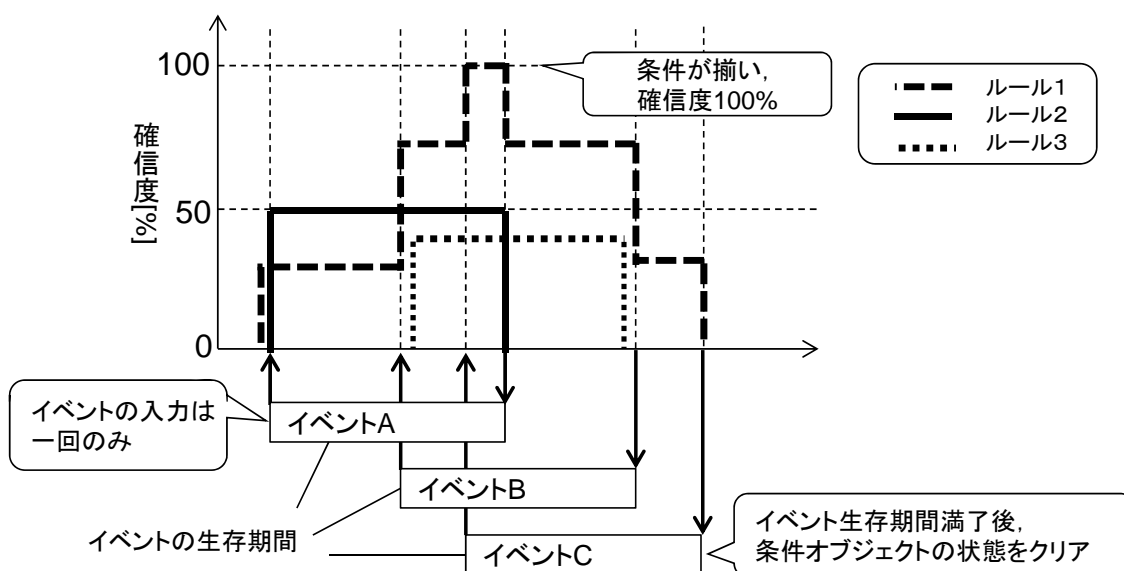 100
条件が揃い,
確信度100%
ルール1
ルール2
ルール3
確信度
[%]
50
0
イベントの入力は
一回のみ
イベントA
イベントB
イベントの生存期間
イベントC
イベント生存期間満了後,
条件オブジェクトの状態をクリア